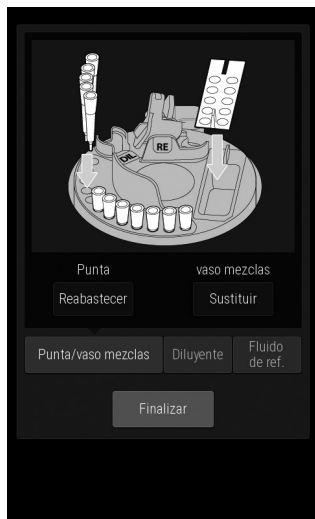 DIL
RE
Punta
vaso mezclas
Reabastecer
Sustituir
Punta/vaso mezclas
Diluyente
Fluido
de ref.
Finalizar